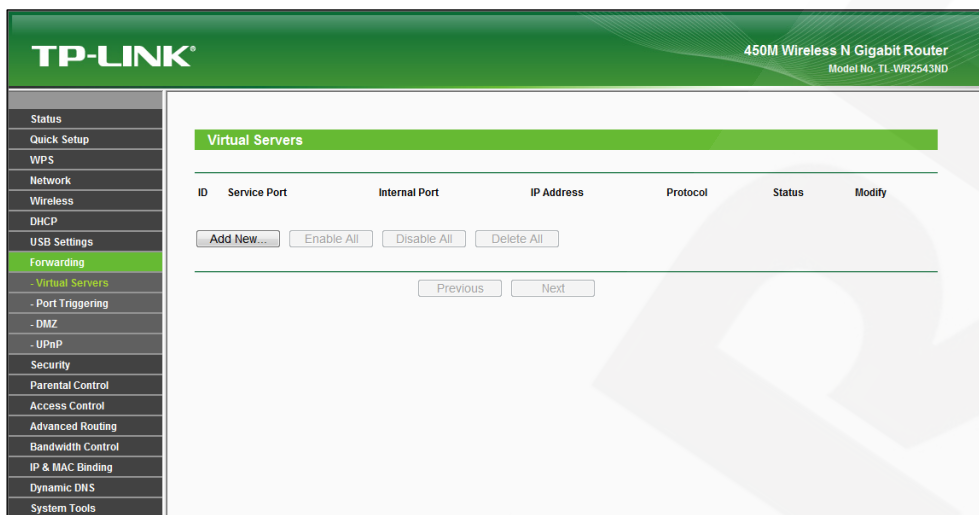 TP-LINK®
450M Wireless N Gigabit Router
Model No. TL-WR2543ND
Status
Quick Setup
WPS
Network
Wireless
DHCP
USB Settings
Forwarding
- Virtual Servers
- Port Triggering
- DMZ
- UPnP
Security
Parental Control
Access Control
Advanced Routing
Bandwidth Control
IP & MAC Binding
Dynamic DNS
System Tools
Virtual Servers
ID Service Port Internal Port IP Address Protocol Status Modify
Add New... Enable All Disable All Delete All
Previous Next